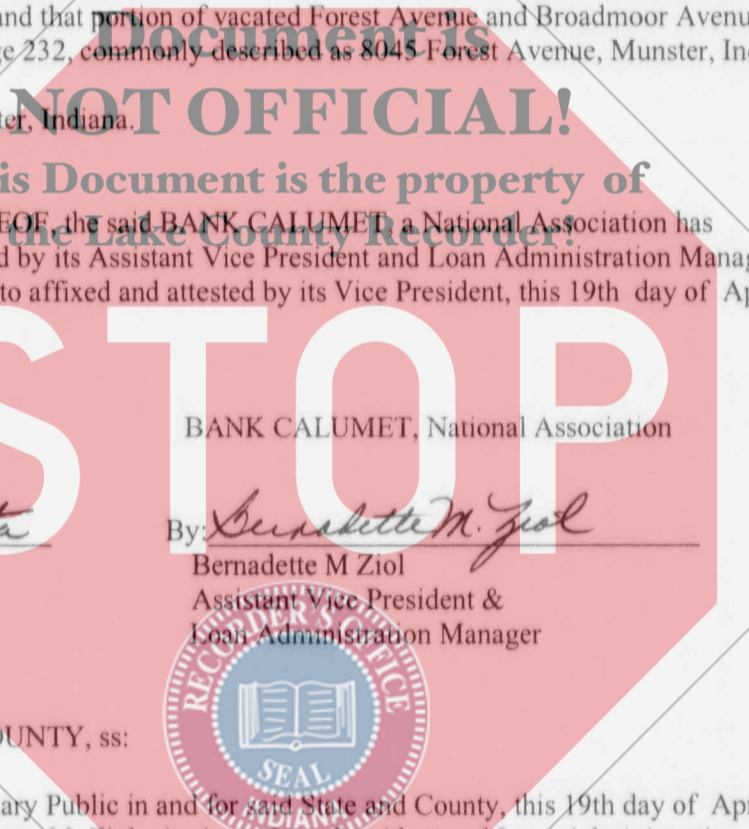 and that portion of vacated Forest Avenue and Broadmoor Avenu
Document is
e 232, commonly described as 8045 Forest Avenue, Munster, In
NOT OFFICIAL!
ter, Indiana.
is Document is the property of
EOF, the said BANK CALUMET, a National Association has
the Lake County Recorder!
d by its Assistant Vice President and Loan Administration Manag
to affixed and attested by its Vice President, this 19th day of Ap
STOP
BANK CALUMET, National Association
By: Bernadette M. Ziol
Bernadette M Ziol
Assistant Vice President &
Loan Administration Manager
RECORDER'S OFFICE
SEAL
INDIANA
OUNTY, ss:
ary Public in and for said State and County, this 19th day of Ap